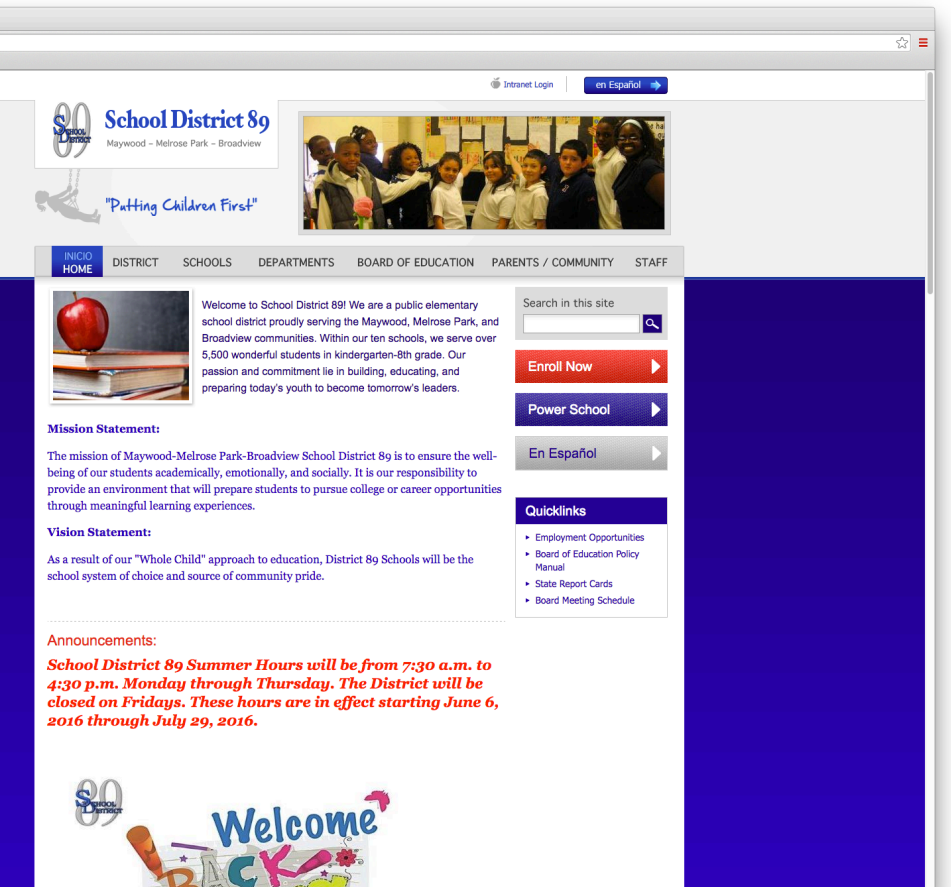 Intranet Login
en Español
89
School
District
School District 89
Maywood – Melrose Park – Broadview
"Putting Children First"
INICIO
HOME
DISTRICT
SCHOOLS
DEPARTMENTS
BOARD OF EDUCATION
PARENTS / COMMUNITY
STAFF
Welcome to School District 89! We are a public elementary
school district proudly serving the Maywood, Melrose Park, and
Broadview communities. Within our ten schools, we serve over
5,500 wonderful students in kindergarten-8th grade. Our
passion and commitment lie in building, educating, and
preparing today's youth to become tomorrow's leaders.
Mission Statement:
The mission of Maywood-Melrose Park-Broadview School District 89 is to ensure the well-
being of our students academically, emotionally, and socially. It is our responsibility to
provide an environment that will prepare students to pursue college or career opportunities
through meaningful learning experiences.
Vision Statement:
As a result of our "Whole Child" approach to education, District 89 Schools will be the
school system of choice and source of community pride.
Search in this site
Enroll Now
Power School
En Español
Quicklinks
Employment Opportunities
Board of Education Policy
Manual
State Report Cards
Board Meeting Schedule
Announcements:
School District 89 Summer Hours will be from 7:30 a.m. to
4:30 p.m. Monday through Thursday. The District will be
closed on Fridays. These hours are in effect starting June 6,
2016 through July 29, 2016.
89
School
District
Welcome
BACK